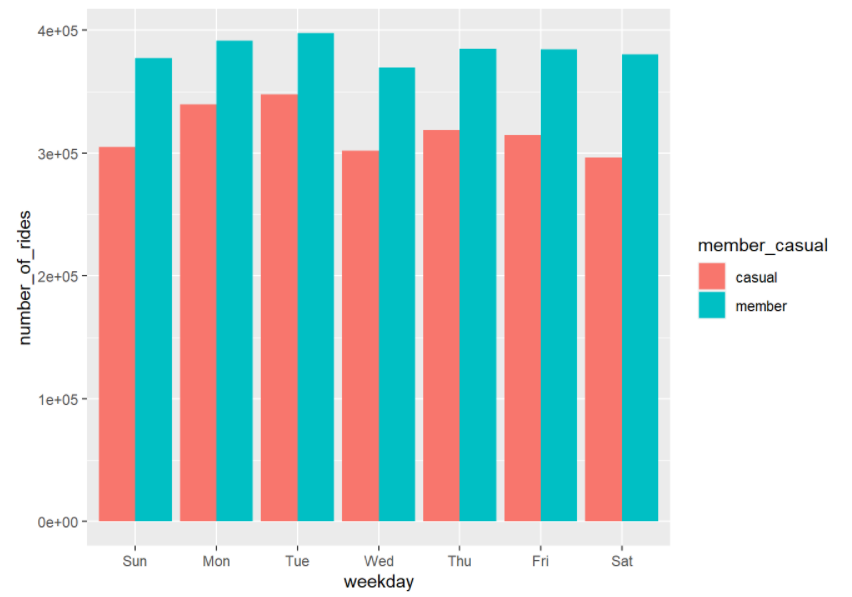 4e+05
3e+05
2e+05
1e+05
0e+00
number_of_rides
Sun Mon Tue Wed Thu Fri Sat
weekday
member_casual
casual
member